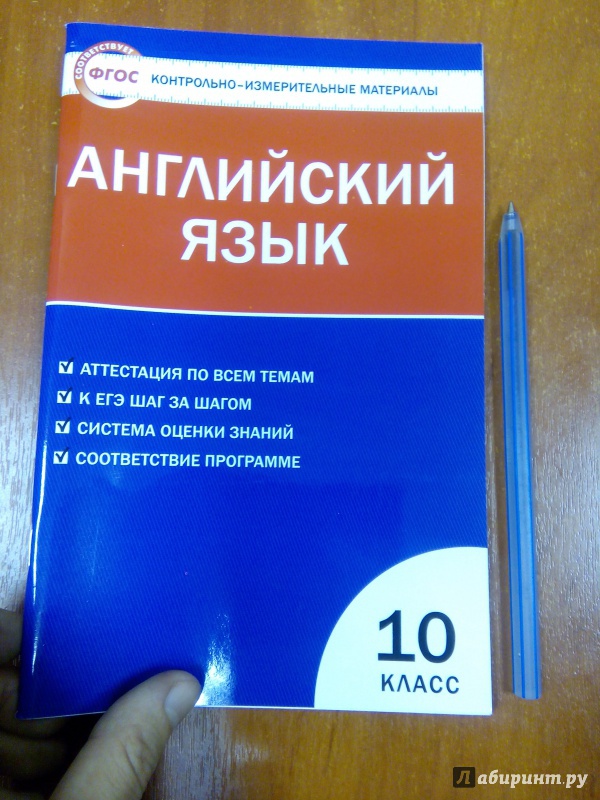 СООТВЕТСТВУЕТ
ФГОС
КОНТРОЛЬНО-ИЗМЕРИТЕЛЬНЫЕ МАТЕРИАЛЫ
АНГЛИЙСКИЙ
ЯЗЫК
АТТЕСТАЦИЯ ПО ВСЕМ ТЕМАМ
К ЕГЭ ШАГ ЗА ШАГОМ
СИСТЕМА ОЦЕНКИ ЗНАНИЙ
СООТВЕТСТВИЕ ПРОГРАММЕ
10
КЛАСС
Лабиринт.ру